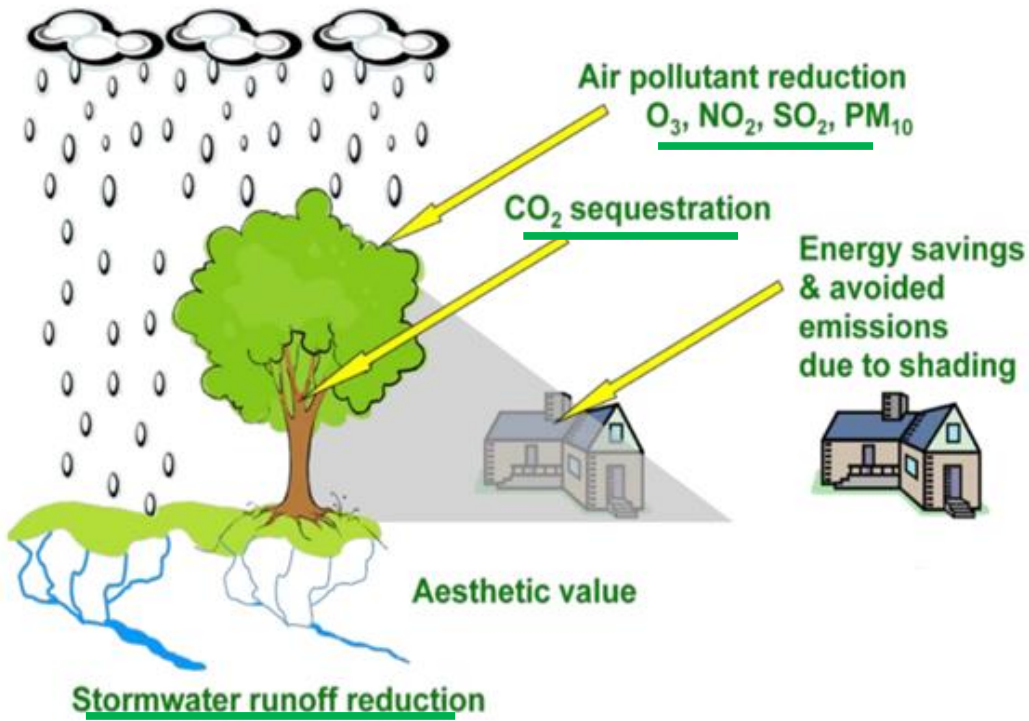 Air pollutant reduction
O₃, NO₂, SO₂, PM₁₀
CO₂ sequestration
Energy savings
& avoided
emissions
due to shading
Aesthetic value
Stormwater runoff reduction